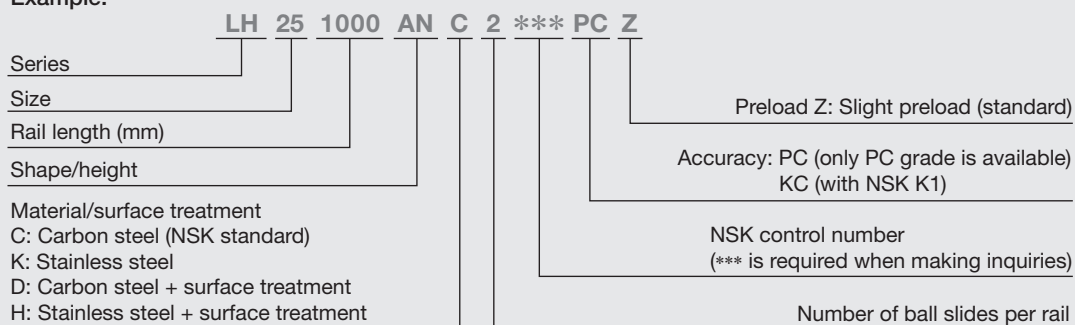 Example:
LH 25 1000 AN C 2 *** PC Z
Series
Size
Rail length (mm)
Shape/height
Material/surface treatment
C: Carbon steel (NSK standard)
K: Stainless steel
D: Carbon steel + surface treatment
H: Stainless steel + surface treatment
Preload Z: Slight preload (standard)
Accuracy: PC (only PC grade is available)
KC (with NSK K1)
NSK control number
(*** is required when making inquiries)
Number of ball slides per rail